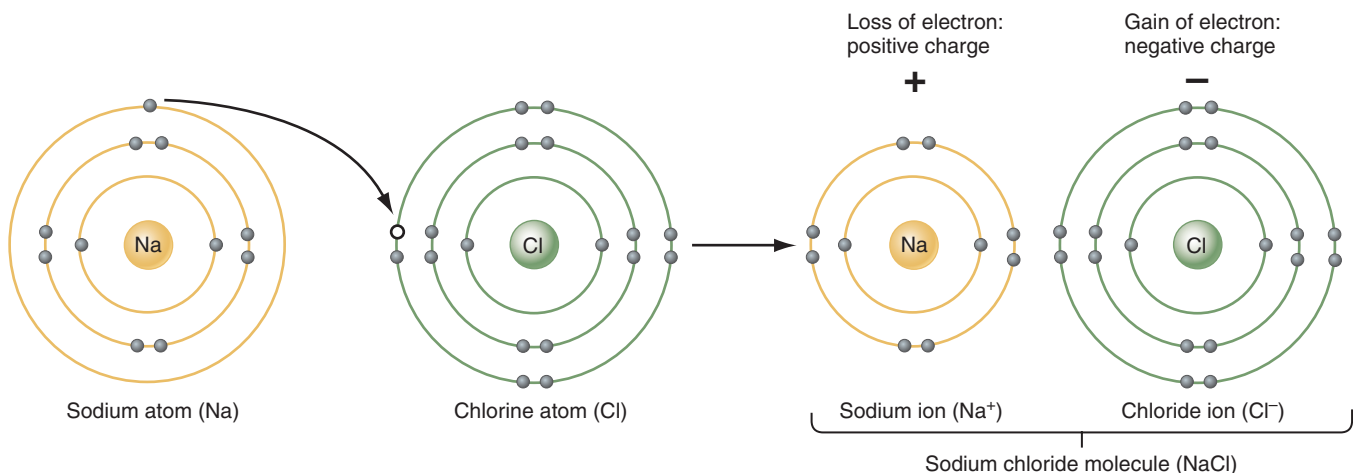 Loss of electron:
positive charge
+
Gain of electron:
negative charge
–
Na
Cl
Na
Cl
Sodium atom (Na)
Chlorine atom (Cl)
Sodium ion (Na⁺)
Chloride ion (Cl⁻)
Sodium chloride molecule (NaCl)